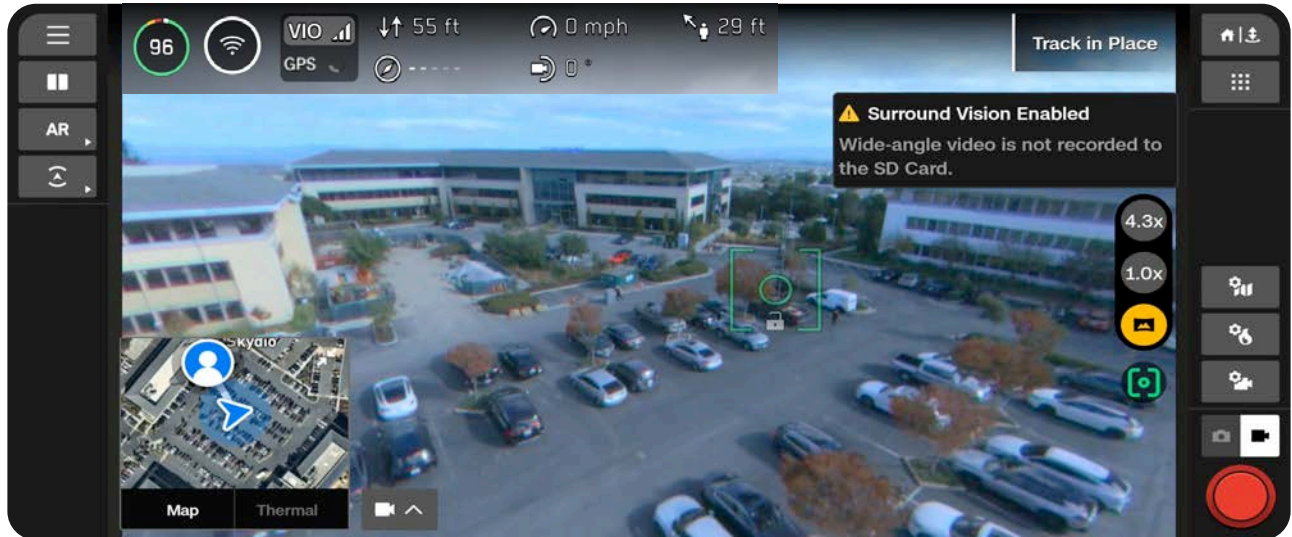 96
VIO
GPS
55 ft
-----
0 mph
0 °
29 ft
Track in Place
AR
Surround Vision Enabled
Wide-angle video is not recorded to
the SD Card.
4.3x
1.0x
Skydio
Map
Thermal